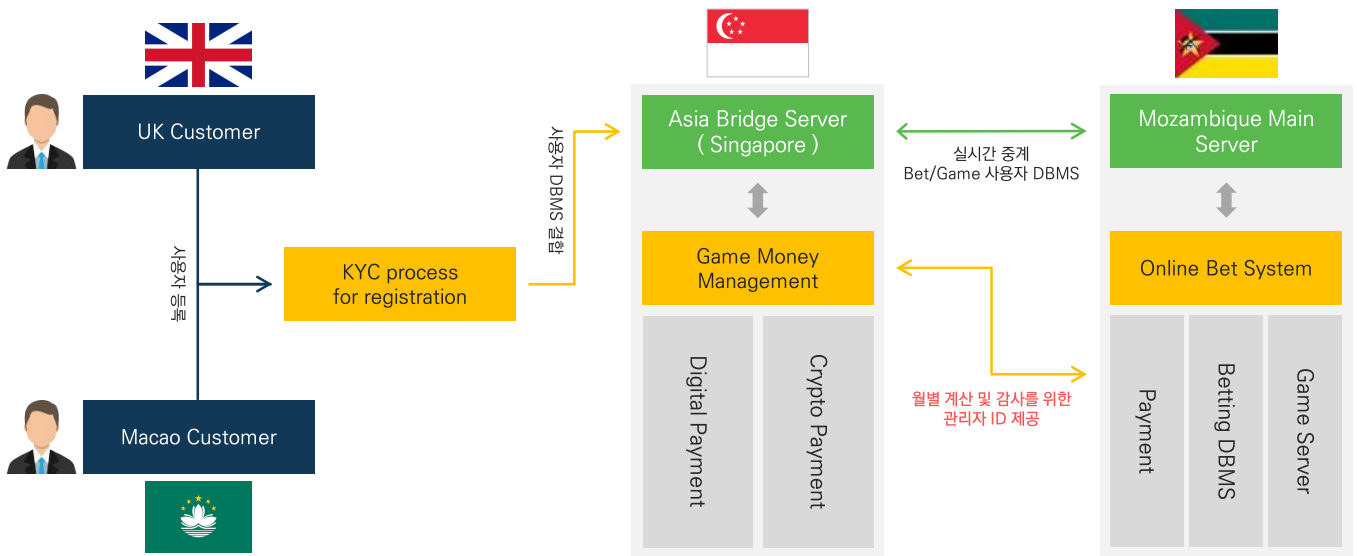 UK Customer
사용자 등록
Macao Customer
KYC process
for registration
사용자 DBMS 결합
Asia Bridge Server
( Singapore )
Game Money
Management
Digital Payment
Crypto Payment
실시간 중계
Bet/Game 사용자 DBMS
월별 계산 및 감사를 위한
관리자 ID 제공
Mozambique Main
Server
Online Bet System
Payment
Betting DBMS
Game Server